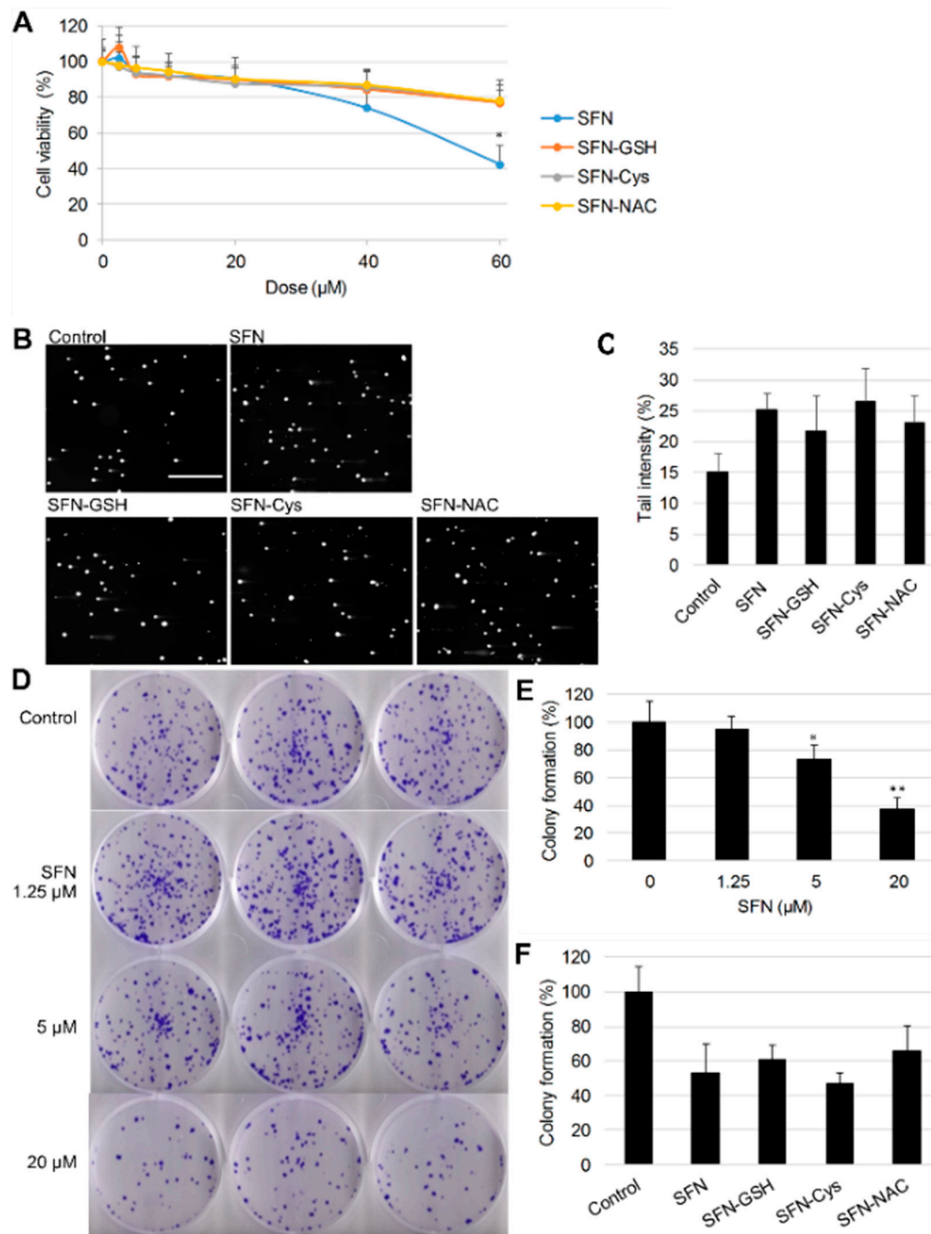 A
120
100
80
60
40
20
0
Cell viability (%)
0 20 40 60
Dose (µM)
*
SFN
SFN-GSH
SFN-Cys
SFN-NAC
B
Control SFN
SFN-GSH SFN-Cys SFN-NAC
C
35
30
25
20
15
10
5
0
Tail intensity (%)
Control SFN SFN-GSH SFN-Cys SFN-NAC
D
Control
SFN
1.25 µM
5 µM
20 µM
E
120
100
80
60
40
20
0
Colony formation (%)
* **
0 1.25 5 20
SFN (µM)
F
120
100
80
60
40
20
0
Colony formation (%)
Control SFN SFN-GSH SFN-Cys SFN-NAC